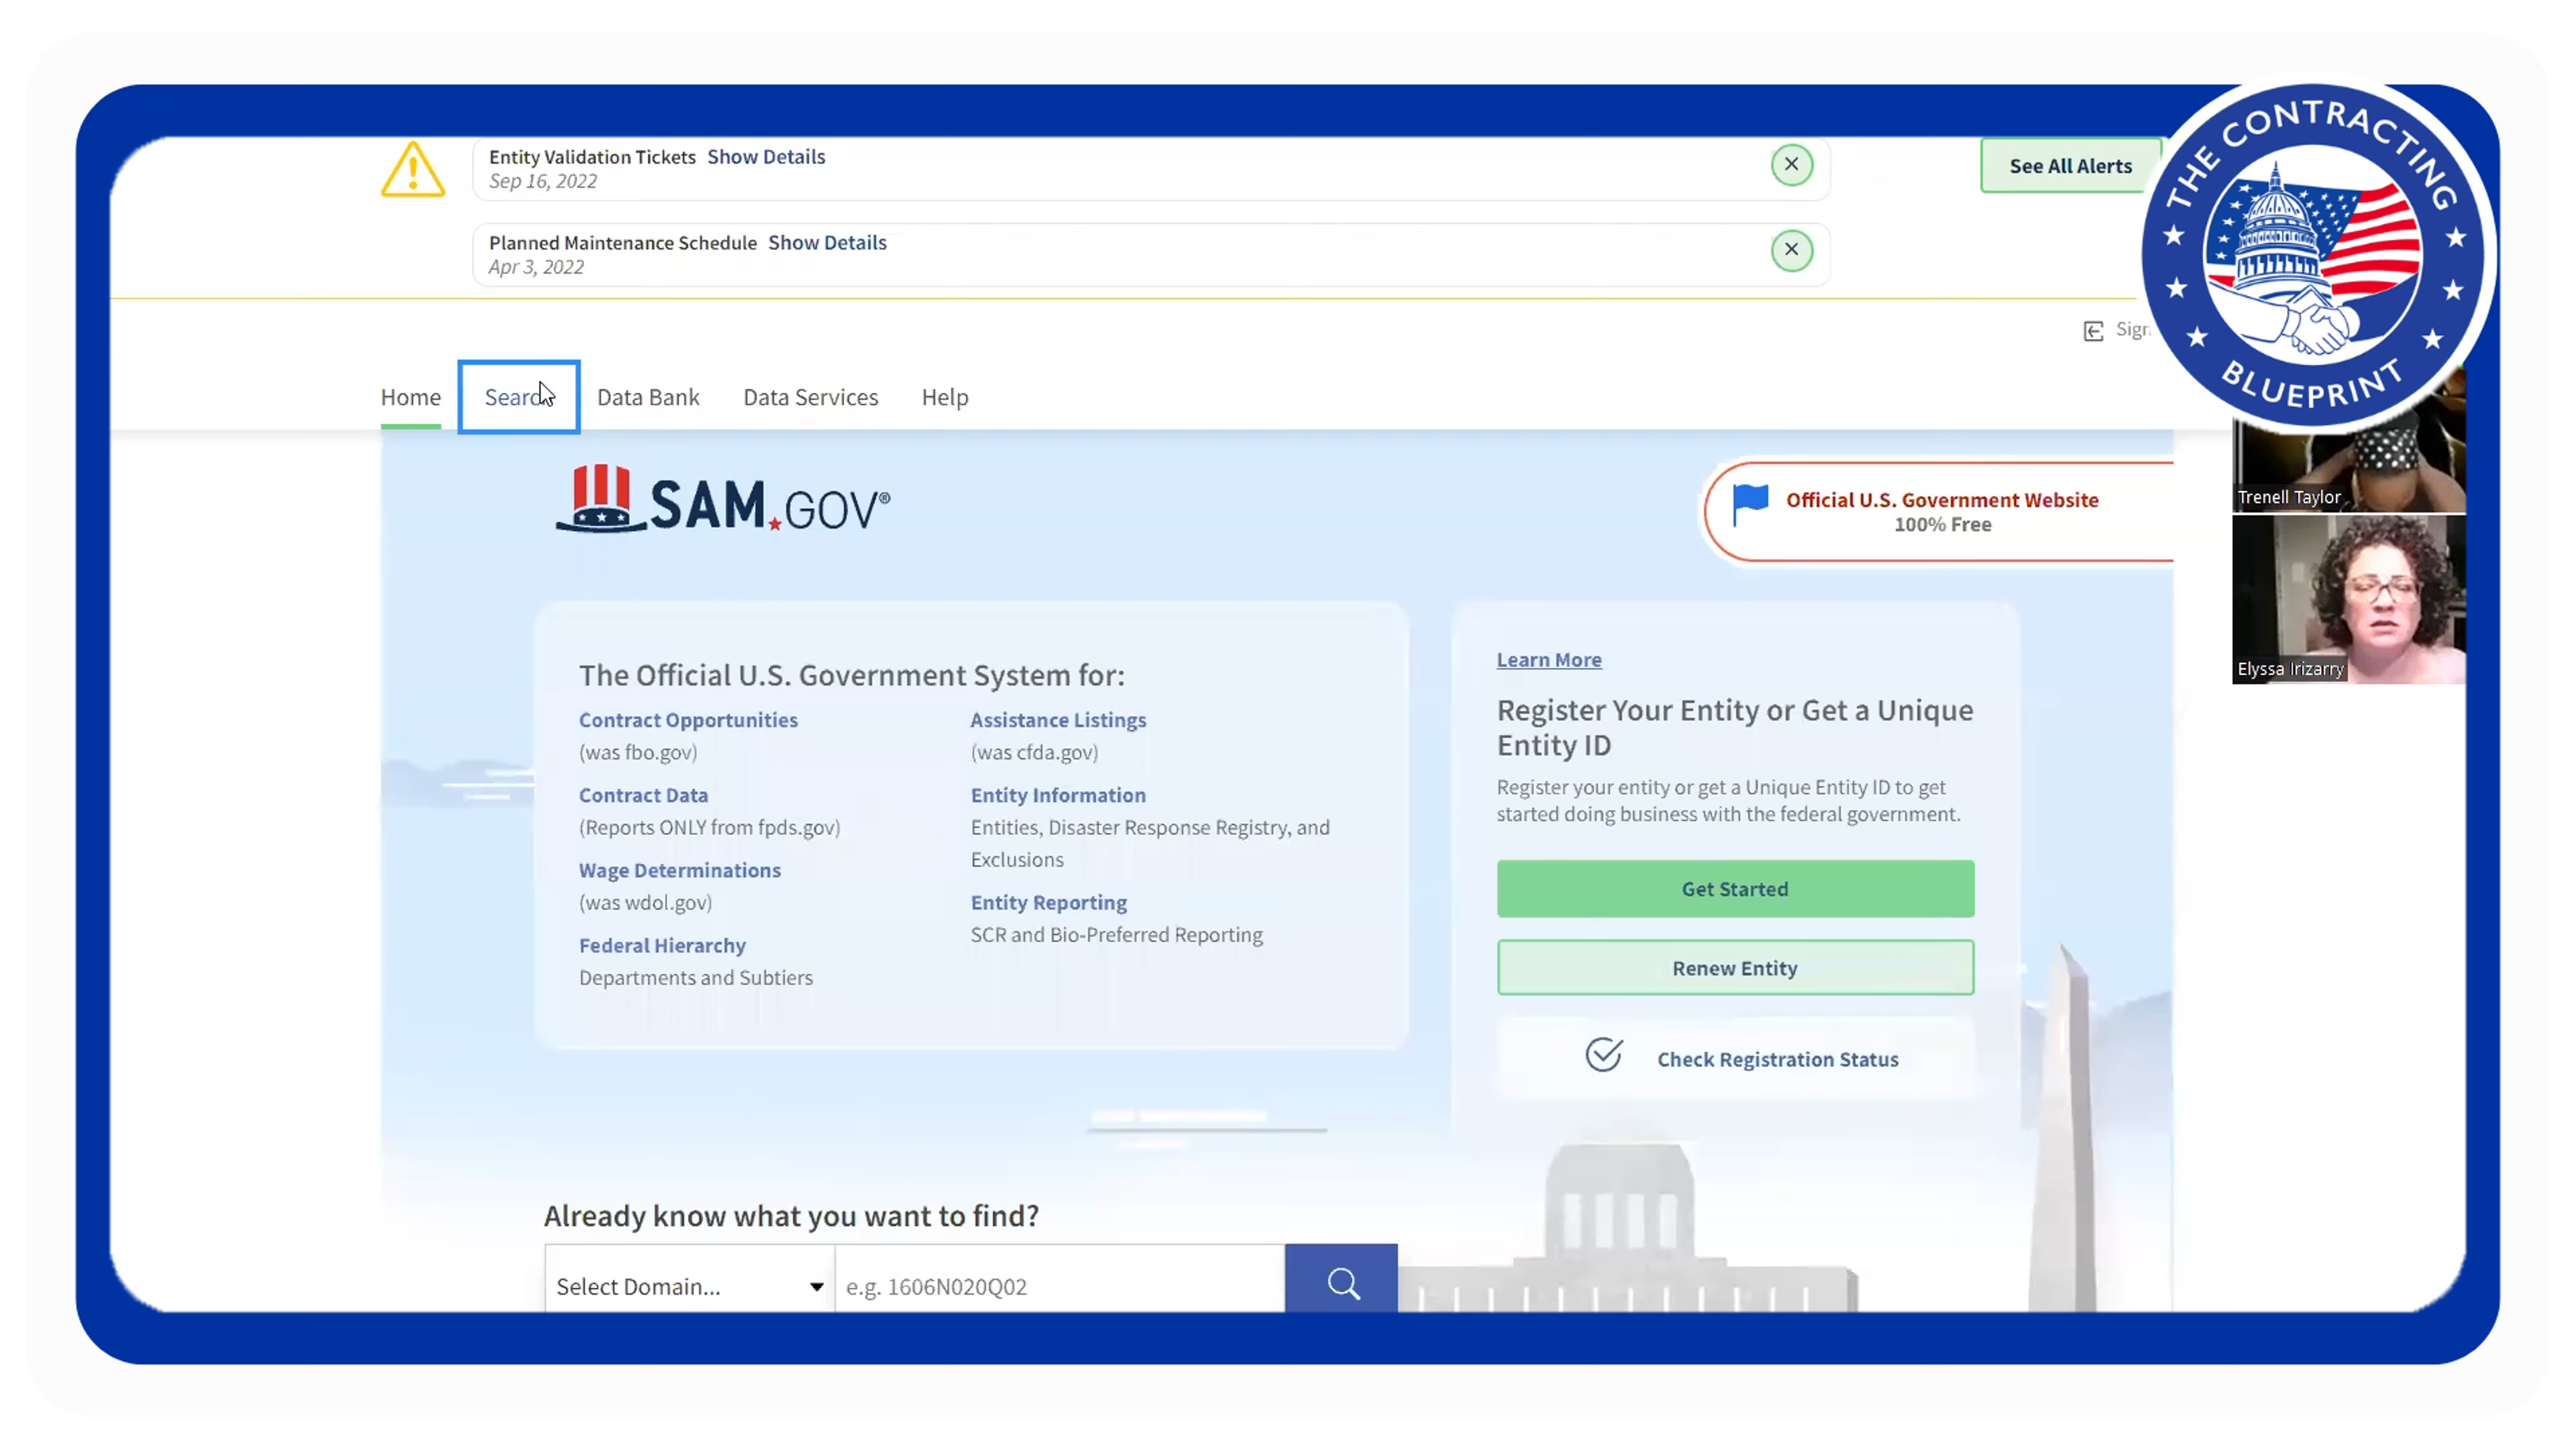 Entity Validation Tickets Show Details
Sep 16, 2022
See All Alerts
Planned Maintenance Schedule Show Details
Apr 3, 2022
THE CONTRACTING
BLUEPRINT
Home Data Bank Data Services Help
SAM.GOV®
Official U.S. Government Website
100% Free
Trenell Taylor
Elyssa Irizarry
The Official U.S. Government System for:
Contract Opportunities
(was fbo.gov)
Contract Data
(Reports ONLY from fpds.gov)
Wage Determinations
(was wdol.gov)
Federal Hierarchy
Departments and Subtiers
Assistance Listings
(was cfda.gov)
Entity Information
Entities, Disaster Response Registry, and
Exclusions
Entity Reporting
SCR and Bio-Preferred Reporting
Learn More
Register Your Entity or Get a Unique
Entity ID
Register your entity or get a Unique Entity ID to get
started doing business with the federal government.
Get Started
Renew Entity
Check Registration Status
Already know what you want to find?
Select Domain...
e.g. 1606N020Q02